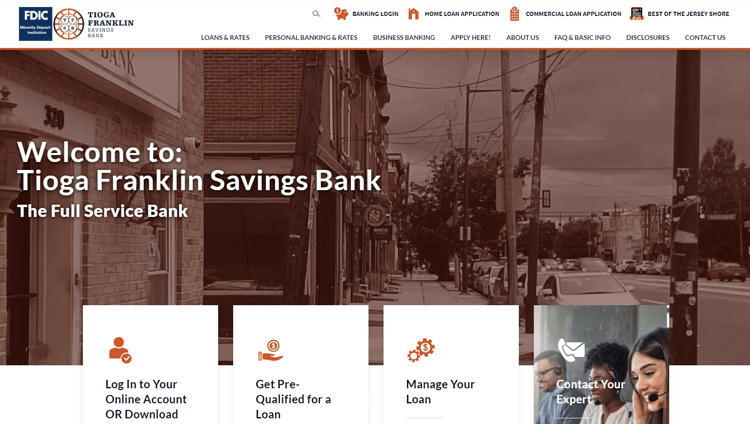 FDIC
Minority Deposit
Institution
TIOGA
FRANKLIN
SAVINGS
BANK
BANKING LOGIN
HOME LOAN APPLICATION
COMMERCIAL LOAN APPLICATION
BEST OF THE JERSEY SHORE
LOANS & RATES
PERSONAL BANKING & RATES
BUSINESS BANKING
APPLY HERE!
ABOUT US
FAQ & BASIC INFO
DISCLOSURES
CONTACT US
BANK
320
Welcome to:
Tioga Franklin Savings Bank
The Full Service Bank
Log In to Your
Online Account
OR Download
Get Pre-
Qualified for a
Loan
Manage Your
Loan
Contact Your
Expert